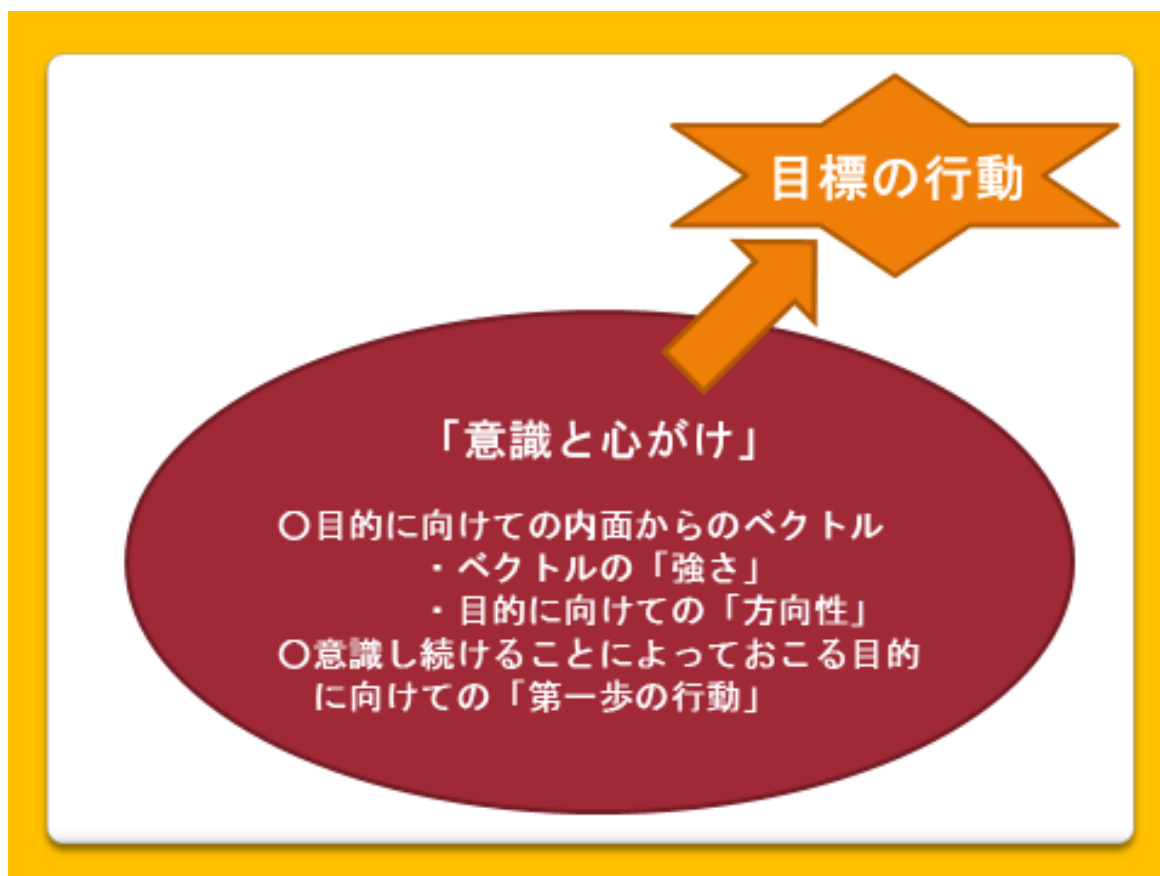 目標の行動
「意識と心がけ」
〇目的に向けての内面からのベクトル
・ベクトルの「強さ」
・目的に向けての「方向性」
〇意識し続けることによっておこる目的
に向けての「第一歩の行動」